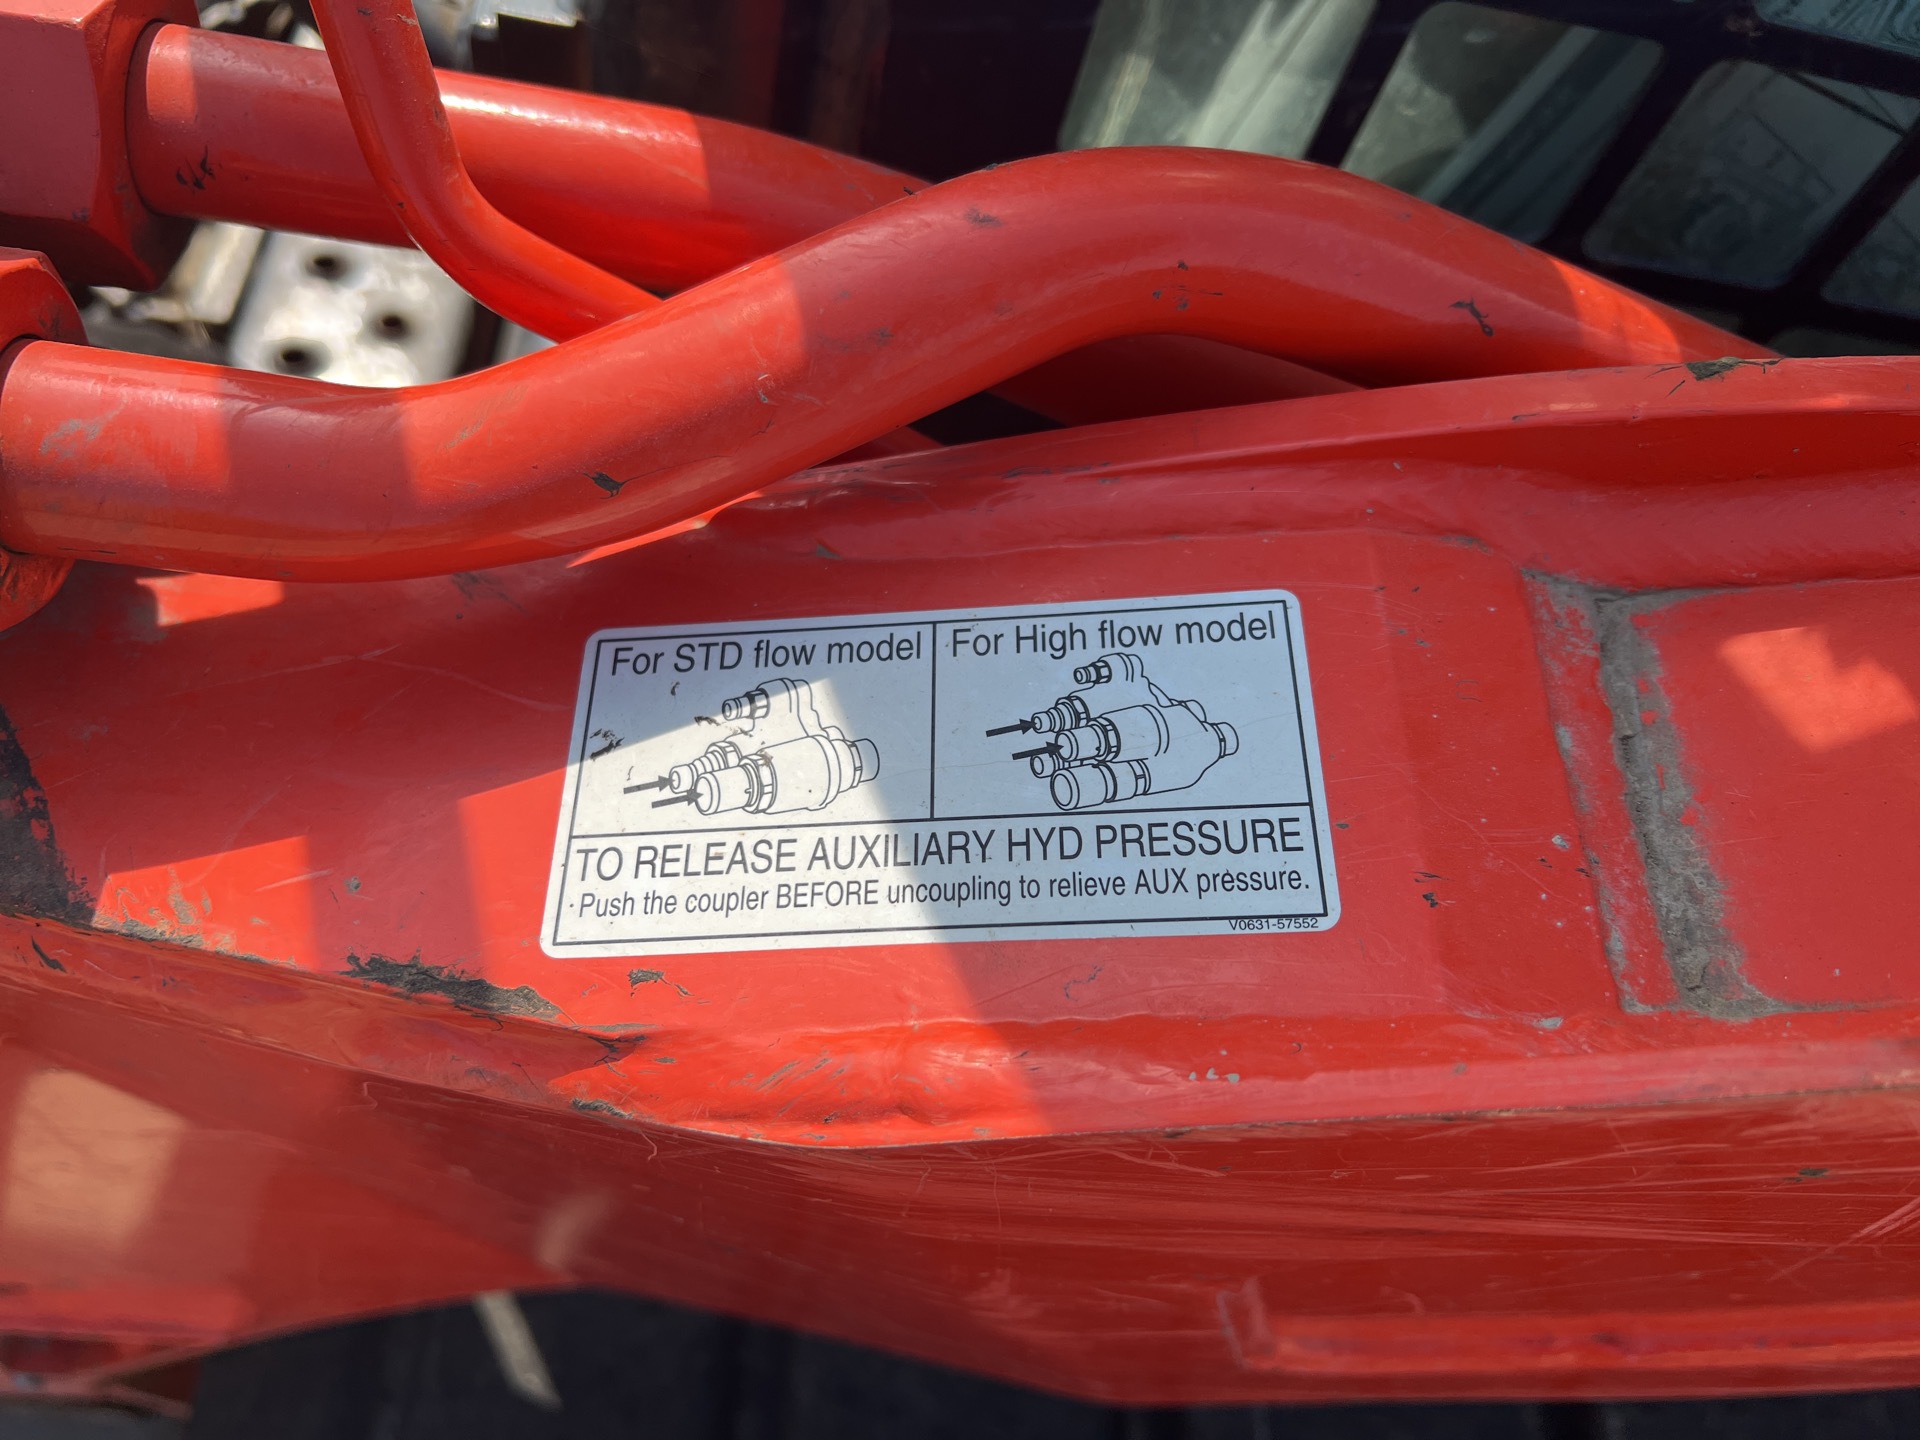 For STD flow model
For High flow model
TO RELEASE AUXILIARY HYD PRESSURE
·Push the coupler BEFORE uncoupling to relieve AUX pressure.
V0631-57552